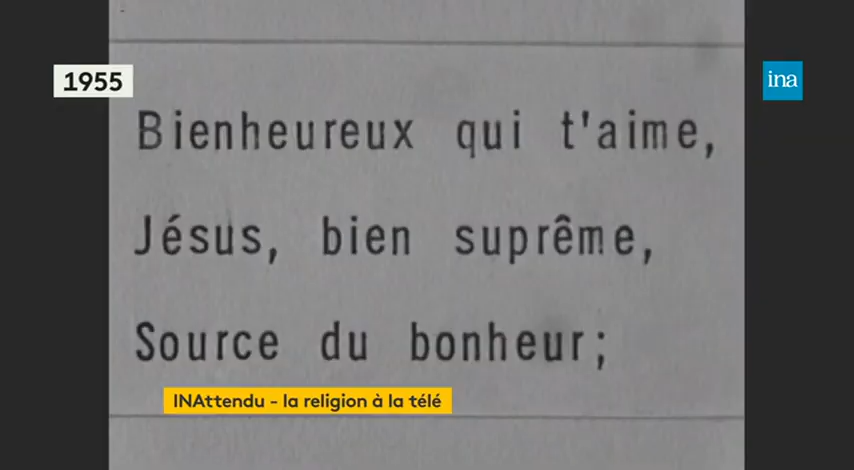 1955
ina
Bienheureux qui t'aime,
Jésus, bien suprême,
Source du bonheur;
INAttendu - la religion à la télé